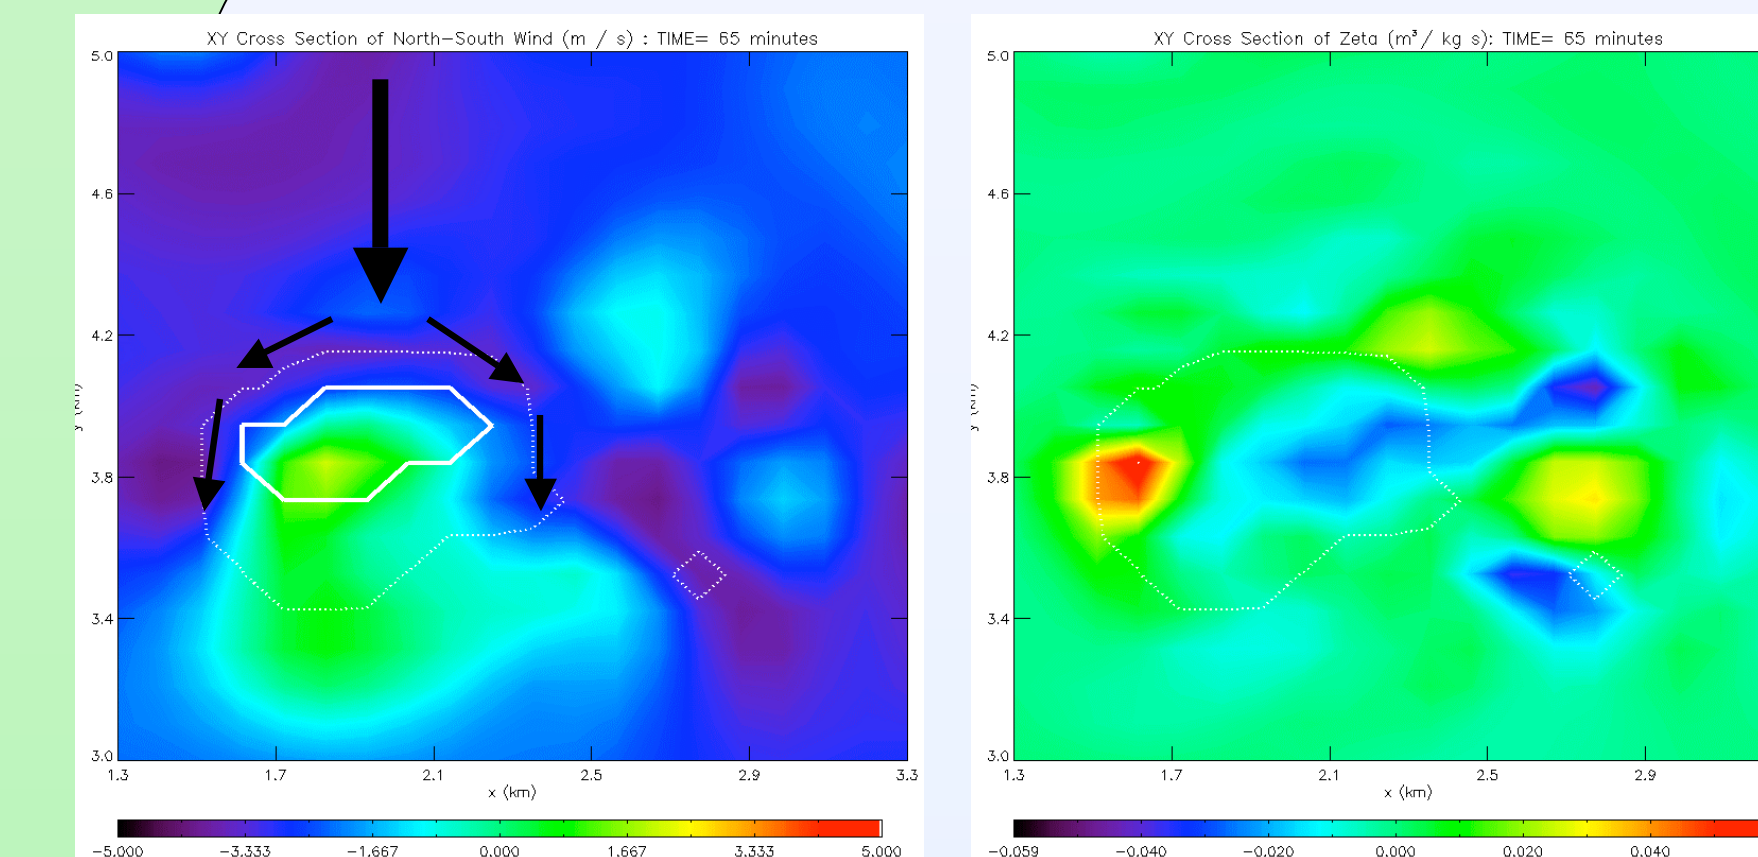 XY Cross Section of North-South Wind (m / s) : TIME= 65 minutes
5.0
4.6
4.2
3.8
3.4
3.0
y (km)
1.3 1.7 2.1 2.5 2.9 3.3
x (km)
-5.000 -3.333 -1.667 0.000 1.667 3.333 5.000
XY Cross Section of Zeta (m³/ kg s): TIME= 65 minutes
5.0
4.6
4.2
3.8
3.4
3.0
y (km)
1.3 1.7 2.1 2.5 2.9
x (km)
-0.059 -0.040 -0.020 0.000 0.020 0.040